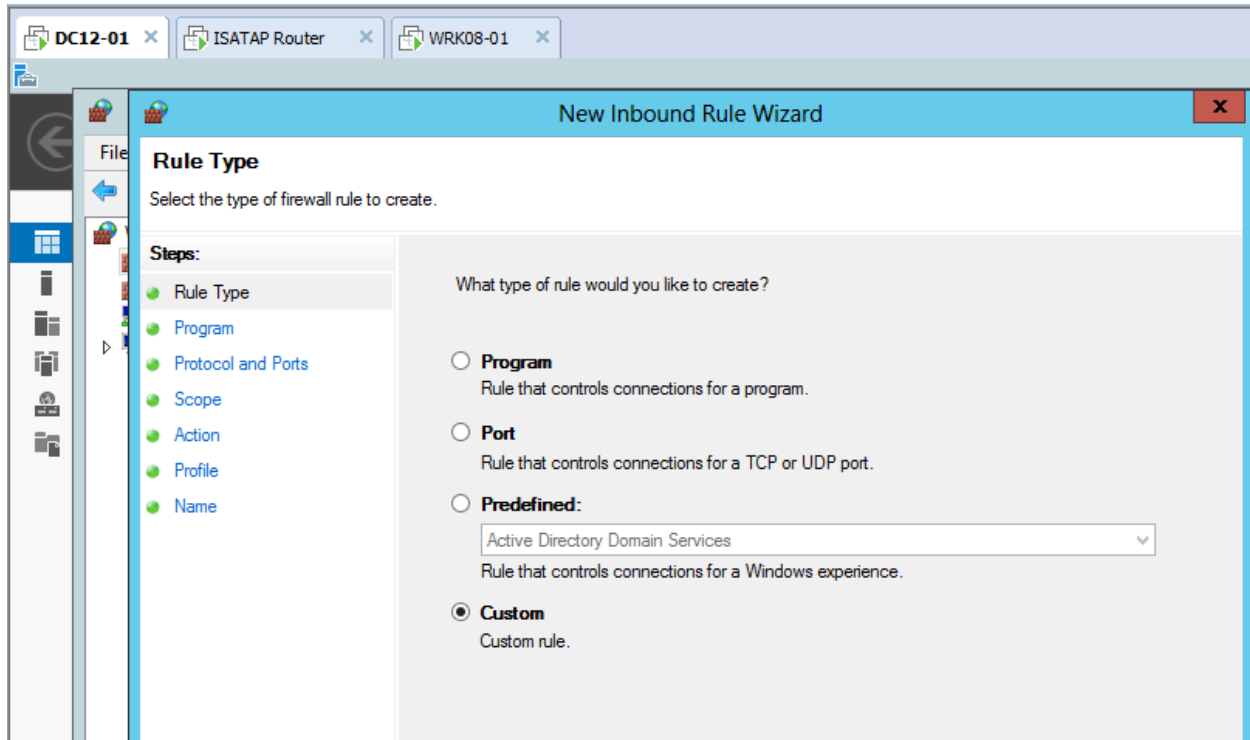 DC12-01
ISATAP Router
WRK08-01
New Inbound Rule Wizard
File
Rule Type
Select the type of firewall rule to create.
Steps:
Rule Type
Program
Protocol and Ports
Scope
Action
Profile
Name
What type of rule would you like to create?
Program
Rule that controls connections for a program.
Port
Rule that controls connections for a TCP or UDP port.
Predefined:
Active Directory Domain Services
Rule that controls connections for a Windows experience.
Custom
Custom rule.